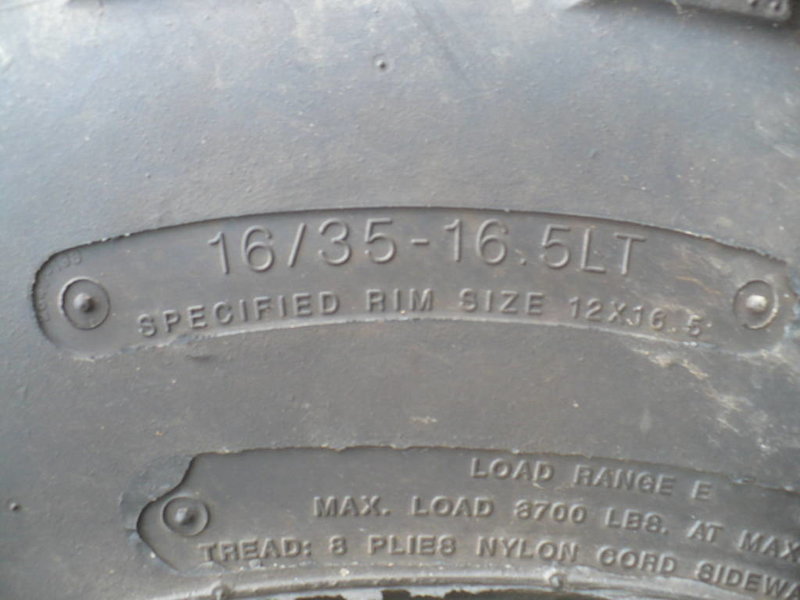 16/35-16.5LT
SPECIFIED RIM SIZE 12X16.5
LOAD RANGE E
MAX. LOAD 3700 LBS. AT MAX
TREAD: 8 PLIES NYLON CORD SIDEWA